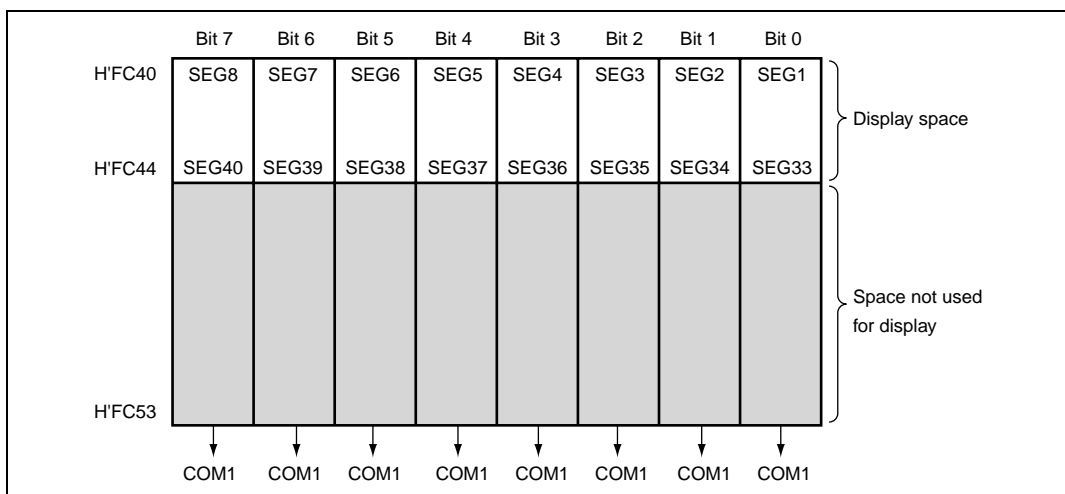 Bit 7 Bit 6 Bit 5 Bit 4 Bit 3 Bit 2 Bit 1 Bit 0
H'FC40 SEG8 SEG7 SEG6 SEG5 SEG4 SEG3 SEG2 SEG1
Display space
H'FC44 SEG40 SEG39 SEG38 SEG37 SEG36 SEG35 SEG34 SEG33
Space not used
for display
H'FC53
COM1 COM1 COM1 COM1 COM1 COM1 COM1 COM1